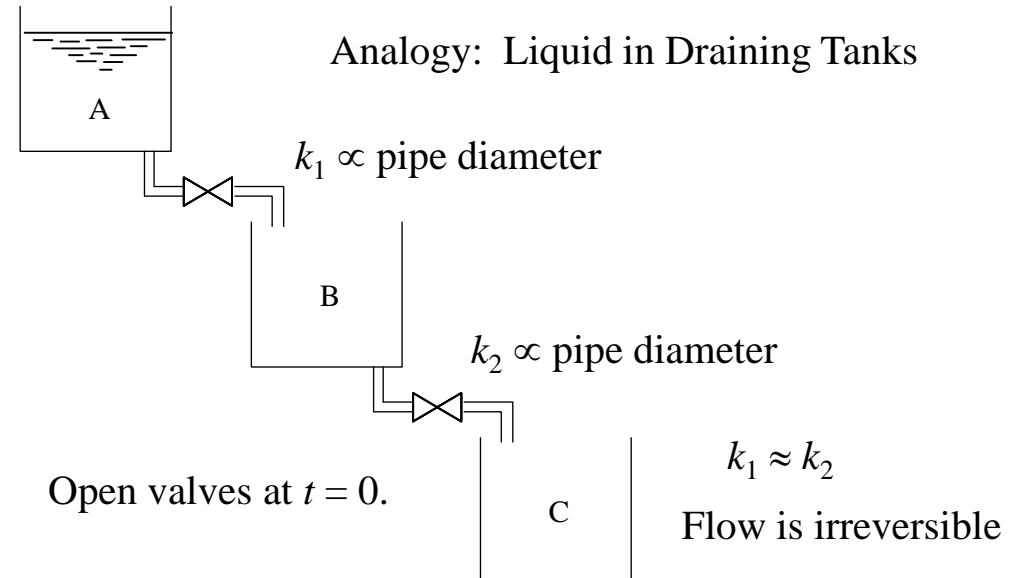 Analogy: Liquid in Draining Tanks
A
k₁ ∝ pipe diameter
B
k₂ ∝ pipe diameter
k₁ ≈ k₂
Open valves at t = 0.
C
Flow is irreversible